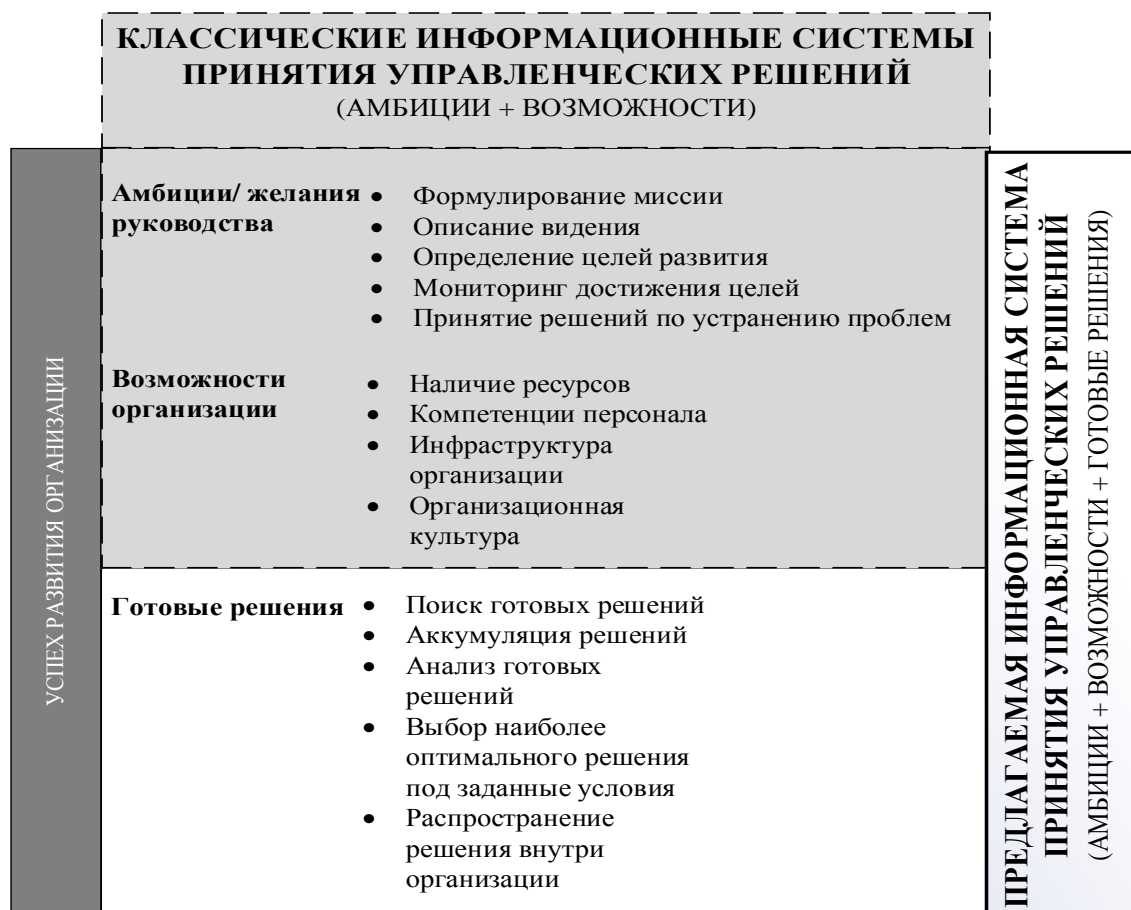 КЛАССИЧЕСКИЕ ИНФОРМАЦИОННЫЕ СИСТЕМЫ
ПРИНЯТИЯ УПРАВЛЕНЧЕСКИХ РЕШЕНИЙ
(АМБИЦИИ + ВОЗМОЖНОСТИ)
УСПЕХ РАЗВИТИЯ ОРГАНИЗАЦИИ
Амбиции/ желания
руководства
• Формулирование миссии
• Описание видения
• Определение целей развития
• Мониторинг достижения целей
• Принятие решений по устранению проблем
Возможности
организации
• Наличие ресурсов
• Компетенции персонала
• Инфраструктура
организации
• Организационная
культура
Готовые решения
• Поиск готовых решений
• Аккумуляция решений
• Анализ готовых
решений
• Выбор наиболее
оптимального решения
под заданные условия
• Распространение
решения внутри
организации
ПРЕДЛАГАЕМАЯ ИНФОРМАЦИОННАЯ СИСТЕМА
ПРИНЯТИЯ УПРАВЛЕНЧЕСКИХ РЕШЕНИЙ
(АМБИЦИИ + ВОЗМОЖНОСТИ + ГОТОВЫЕ РЕШЕНИЯ)